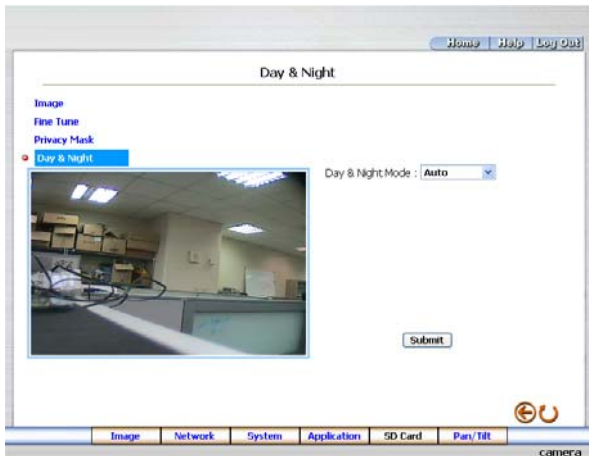 Home Help Log Out
Day & Night
Image
Fine Tune
Privacy Mask
Day & Night
Day & Night Mode : Auto
Submit
Image Network System Application SD Card Pan/Tilt
camera